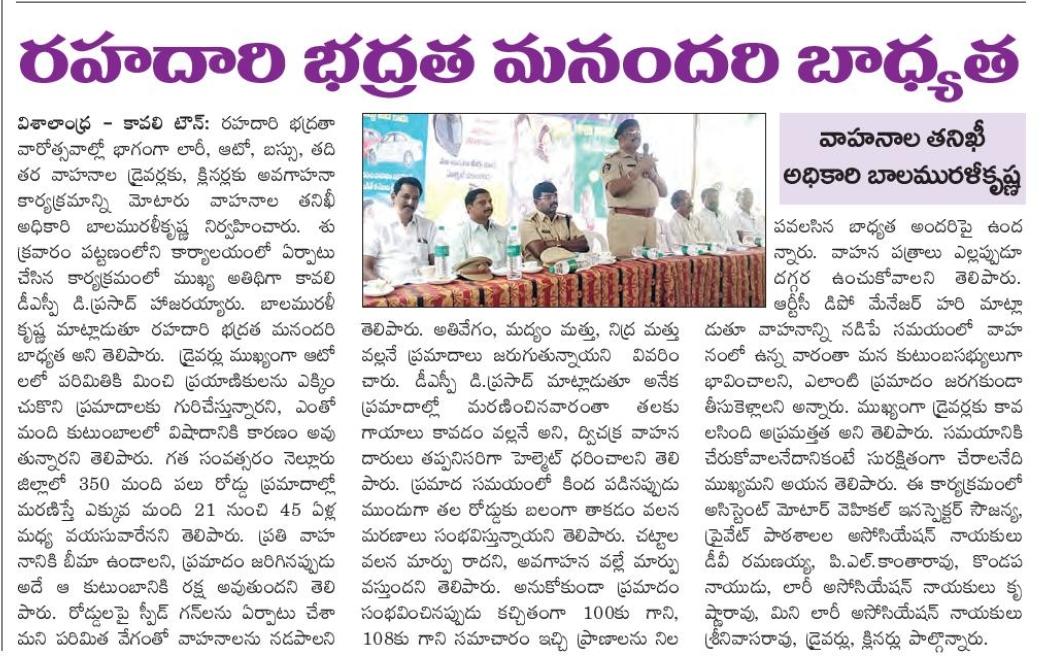 రహదారి భద్రత మనందరి బాధ్యత
వాహనాల తనిఖీ
అధికారి బాలమురళీకృష్ణ
విశాలాంధ్ర – కావలి టౌన్: రహదారి భద్రతా
వారోత్సవాల్లో భాగంగా లారీ, ఆటో, బస్సు, తది
తర వాహనాల డ్రైవర్లకు, క్లీనర్లకు అవగాహనా
కార్యక్రమాన్ని మోటారు వాహనాల తనిఖీ
అధికారి బాలమురళీకృష్ణ నిర్వహించారు. శు
క్రవారం పట్టణంలోని కార్యాలయంలో ఏర్పాటు
చేసిన కార్యక్రమంలో ముఖ్య అతిథిగా కావలి
డీఎస్పీ డి.ప్రసాద్ హాజరయ్యారు. బాలమురళీ
కృష్ణ మాట్లాడుతూ రహదారి భద్రత మనందరి
బాధ్యత అని తెలిపారు. డ్రైవర్లు ముఖ్యంగా ఆటో
లలో పరిమితికి మించి ప్రయాణికులను ఎక్కిం
చుకొని ప్రమాదాలకు గురిచేస్తున్నారని, ఎంతో
మంది కుటుంబాలలో విషాదానికి కారణం అవు
తున్నారని తెలిపారు. గత సంవత్సరం నెల్లూరు
జిల్లాలో 350 మంది పలు రోడ్డు ప్రమాదాల్లో
మరణిస్తే ఎక్కువ మంది 21 నుంచి 45 ఏళ్ల
మధ్య వయసువారేనని తెలిపారు. ప్రతి వాహ
నానికి బీమా ఉండాలని, ప్రమాదం జరిగినప్పుడు
అదే ఆ కుటుంబానికి రక్ష అవుతుందని తెలి
పారు. రోడ్డులపై స్పీడ్ గన్‌లను ఏర్పాటు చేశా
మని పరిమిత వేగంతో వాహనాలను నడపాలని
తెలిపారు. అతివేగం, మద్యం మత్తు, నిద్ర మత్తు
వల్లనే ప్రమాదాలు జరుగుతున్నాయని వివరిం
చారు. డీఎస్పీ డి.ప్రసాద్ మాట్లాడుతూ అనేక
ప్రమాదాల్లో మరణించినవారంతా తలకు
గాయాలు కావడం వల్లనే అని, ద్విచక్ర వాహన
దారులు తప్పనిసరిగా హెల్మెట్ ధరించాలని తెలి
పారు. ప్రమాద సమయంలో కింద పడినప్పుడు
ముందుగా తల రోడ్డుకు బలంగా తాకడం వలన
మరణాలు సంభవిస్తున్నాయని తెలిపారు. చట్టాల
వలన మార్పు రాదని, అవగాహన వల్లే మార్పు
వస్తుందని తెలిపారు. అనుకోకుండా ప్రమాదం
సంభవించినప్పుడు కచ్చితంగా 100కు గాని,
108కు గాని సమాచారం ఇచ్చి ప్రాణాలను నిల
పవలసిన బాధ్యత అందరిపై ఉంద
న్నారు. వాహన పత్రాలు ఎల్లప్పుడూ
దగ్గర ఉంచుకోవాలని తెలిపారు.
ఆర్టీసీ డిపో మేనేజర్ హరి మాట్లా
డుతూ వాహనాన్ని నడిపే సమయంలో వాహ
నంలో ఉన్న వారంతా మన కుటుంబసభ్యులుగా
భావించాలని, ఎలాంటి ప్రమాదం జరగకుండా
తీసుకెళ్లాలని అన్నారు. ముఖ్యంగా డ్రైవర్లకు కావ
లసింది అప్రమత్తత అని తెలిపారు. సమయానికి
చేరుకోవాలనేదానికంటే సురక్షితంగా చేరాలనేది
ముఖ్యమని అయన తెలిపారు. ఈ కార్యక్రమంలో
అసిస్టెంట్ మోటార్ వెహికల్ ఇనస్పెక్టర్ సౌజన్య,
ప్రైవేట్ పాఠశాలల అసోసియేషన్ నాయకులు
డీవీ రమణయ్య, పి.ఎల్.కాంతారావు, కొండప
నాయుడు, లారీ అసోసియేషన్ నాయకులు కృ
ష్ణారావు, మిని లారీ అసోసియేషన్ నాయకులు
శ్రీనివాసరావు, డ్రైవర్లు, క్లీనర్లు పాల్గొన్నారు.